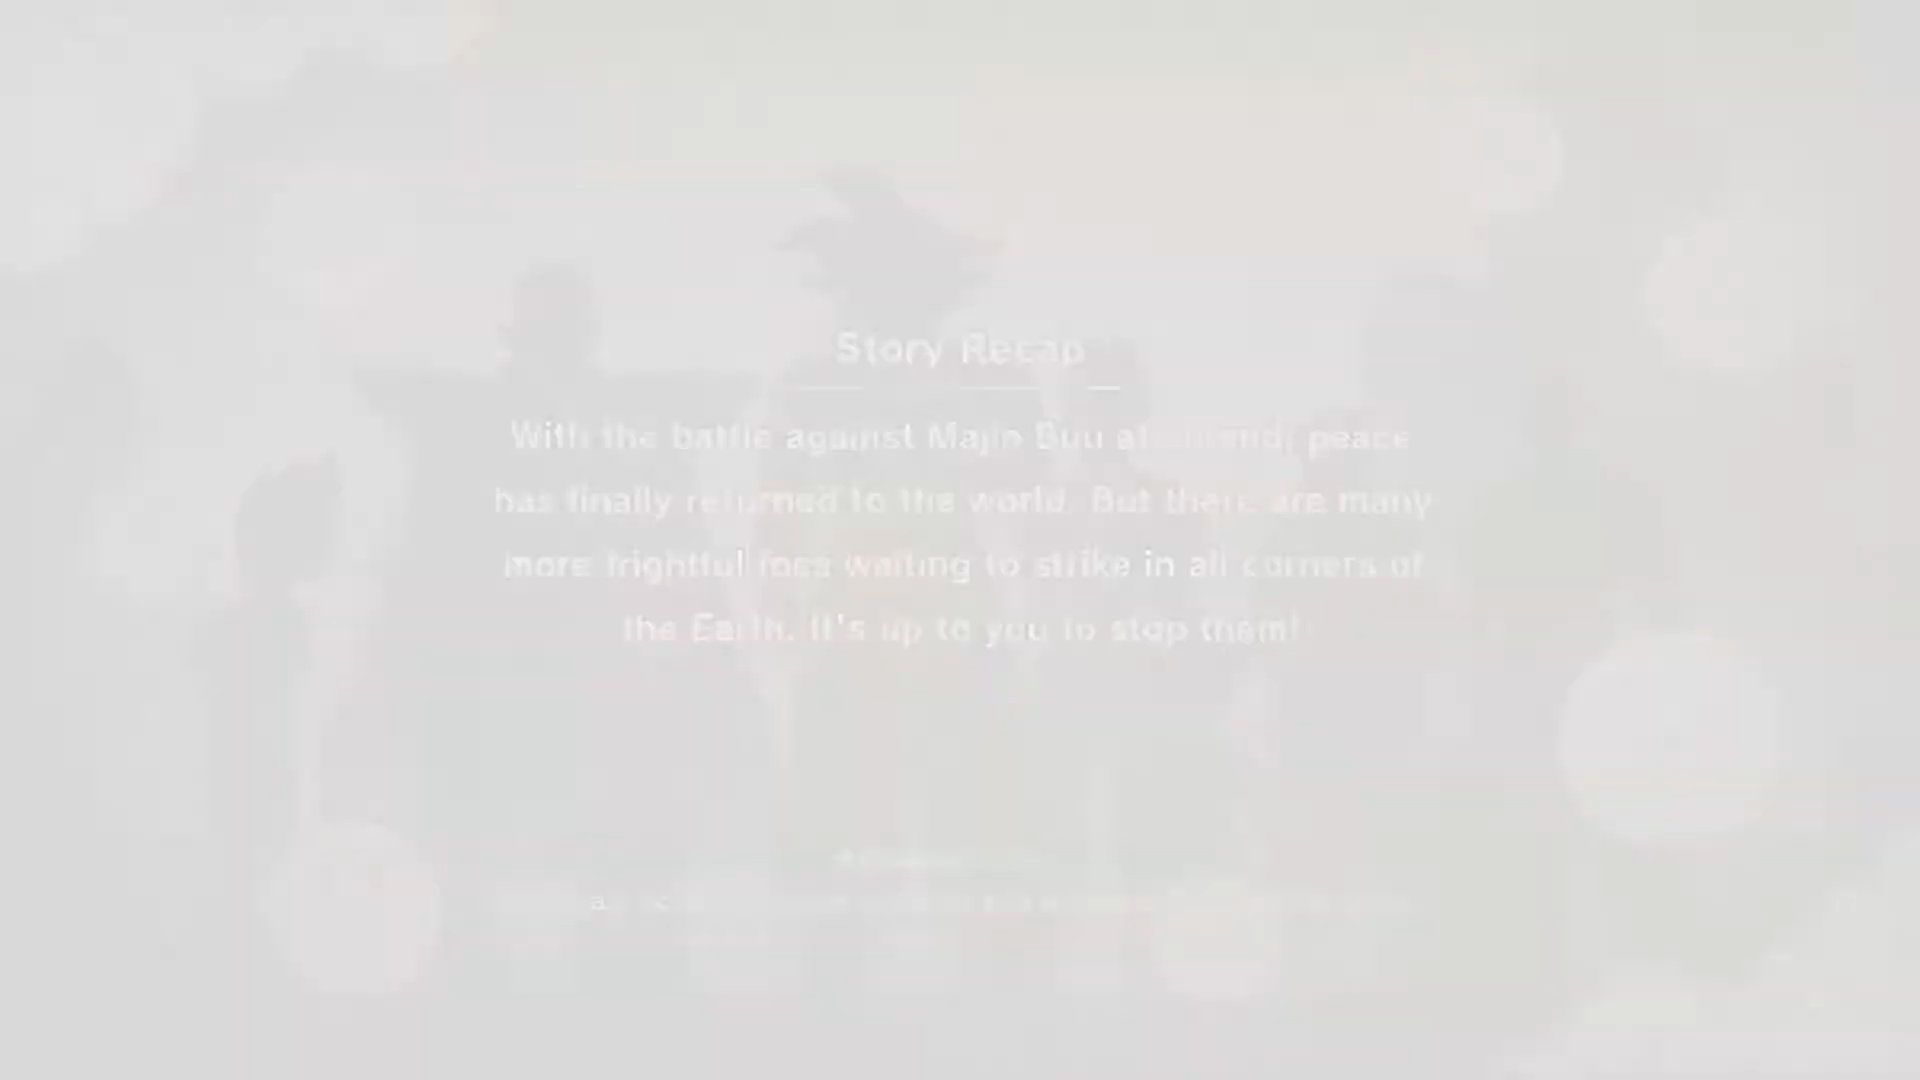 Story Recap
With the battle against Majin Buu at an end, peace
has finally returned to the world. But there are many
more frightful foes waiting to strike in all corners of
the Earth. It's up to you to stop them!